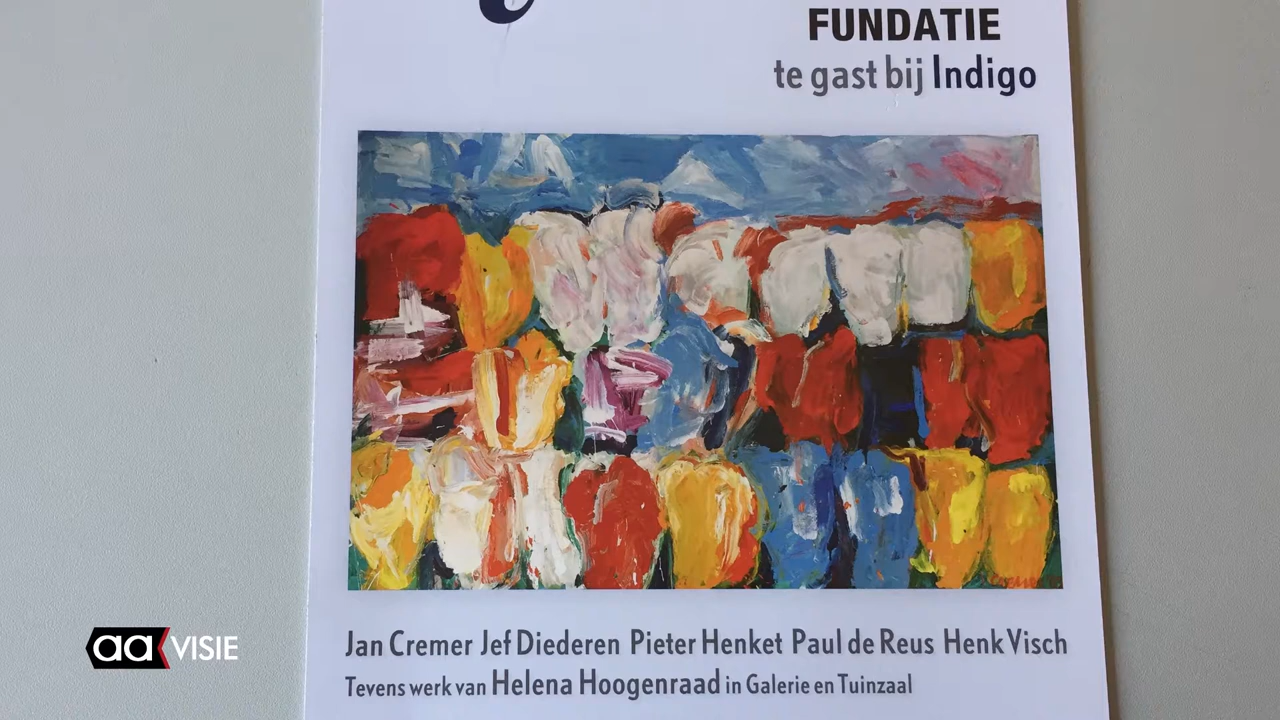 FUNDATIE
te gast bij Indigo
Jan Cremer Jef Diederen Pieter Henket Paul de Reus Henk Visch
Tevens werk van Helena Hoogenraad in Galerie en Tuinzaal
aa VISIE